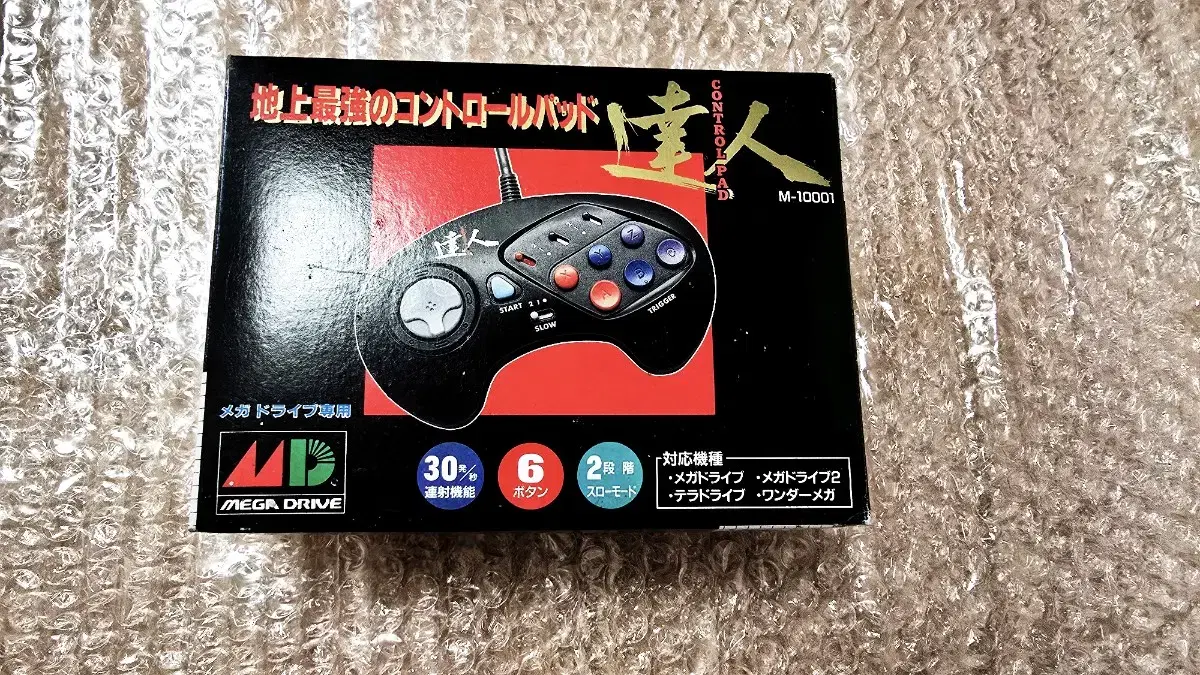 地上最強のコントロールパッド
達人
CONTROL PAD
M-10001
達人
START
2 1
SLOW
X
Y
Z
A
B
C
TRIGGER
メガドライブ専用
MD
MEGA DRIVE
30発/秒
連射機能
6
ボタン
2段階
スローモード
対応機種
・メガドライブ ・メガドライブ2
・テラドライブ ・ワンダーメガ